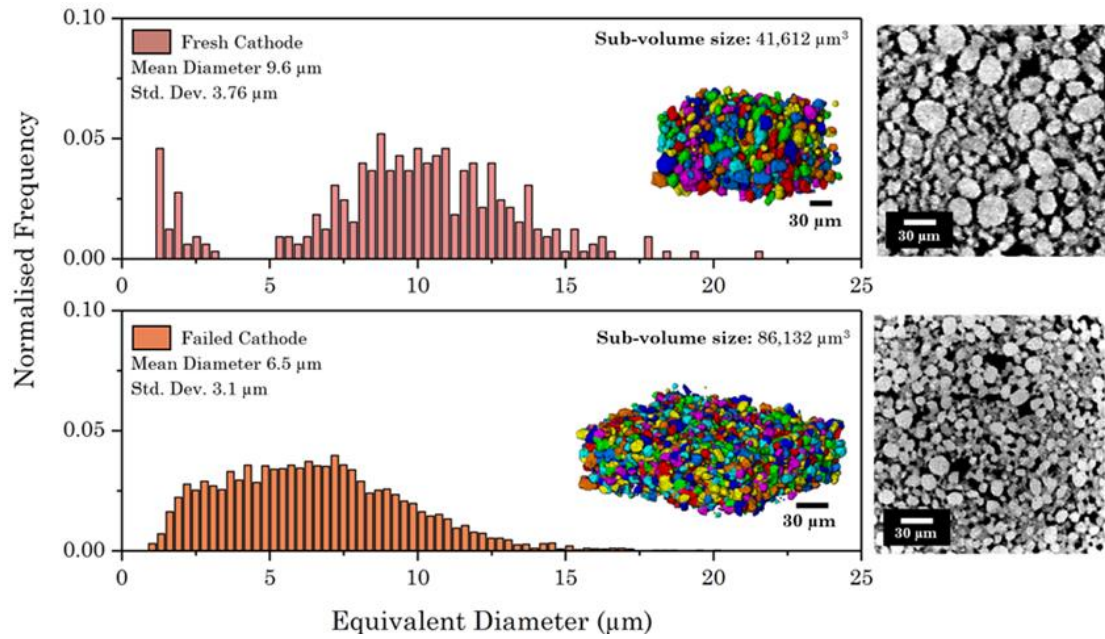 Normalised Frequency
0.10
0.05
0.00
Fresh Cathode
Mean Diameter 9.6 µm
Std. Dev. 3.76 µm
Sub-volume size: 41,612 µm³
30 µm
0 5 10 15 20 25
30 µm
0.10
0.05
0.00
Failed Cathode
Mean Diameter 6.5 µm
Std. Dev. 3.1 µm
Sub-volume size: 86,132 µm³
30 µm
0 5 10 15 20 25
30 µm
Equivalent Diameter (µm)